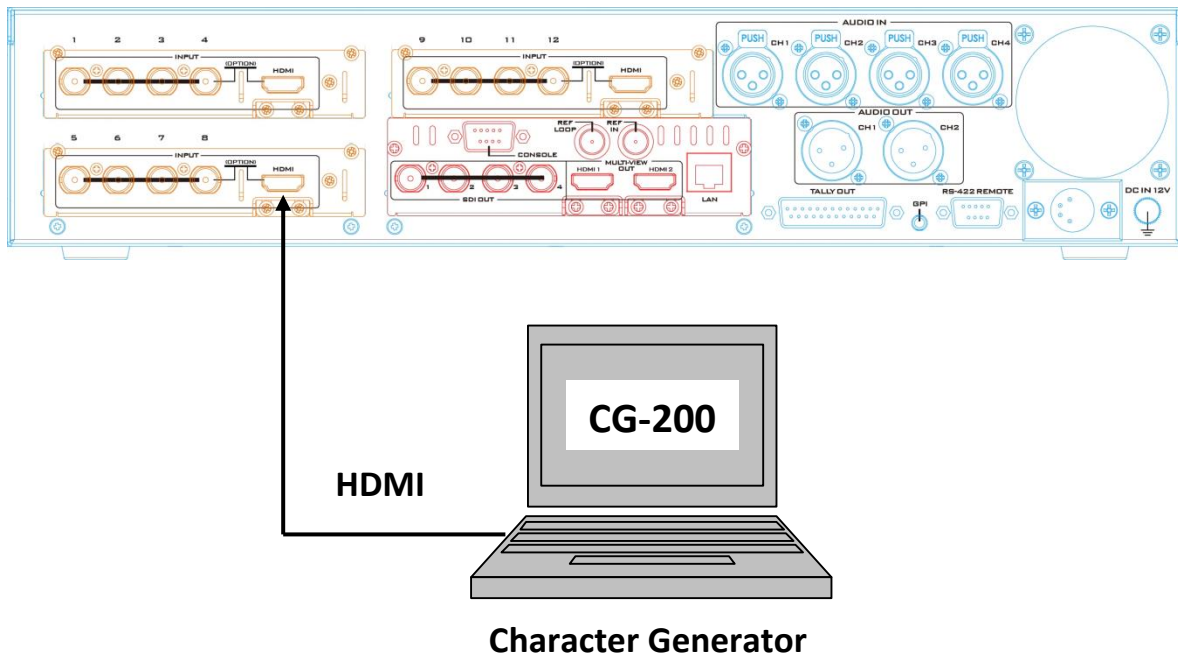 1 2 3 4
INPUT
(OPTION)
HDMI
5 6 7 8
INPUT
(OPTION)
HDMI
9 10 11 12
INPUT
(OPTION)
HDMI
REF LOOP
REF IN
CONSOLE
MULTI-VIEW OUT
HDMI 1
HDMI 2
1 2 3 4
SDI OUT
LAN
AUDIO IN
PUSH CH1 PUSH CH2 PUSH CH3 PUSH CH4
AUDIO OUT
CH1 CH2
TALLY OUT
GPI
RS-422 REMOTE
DC IN 12V
CG-200
HDMI
Character Generator